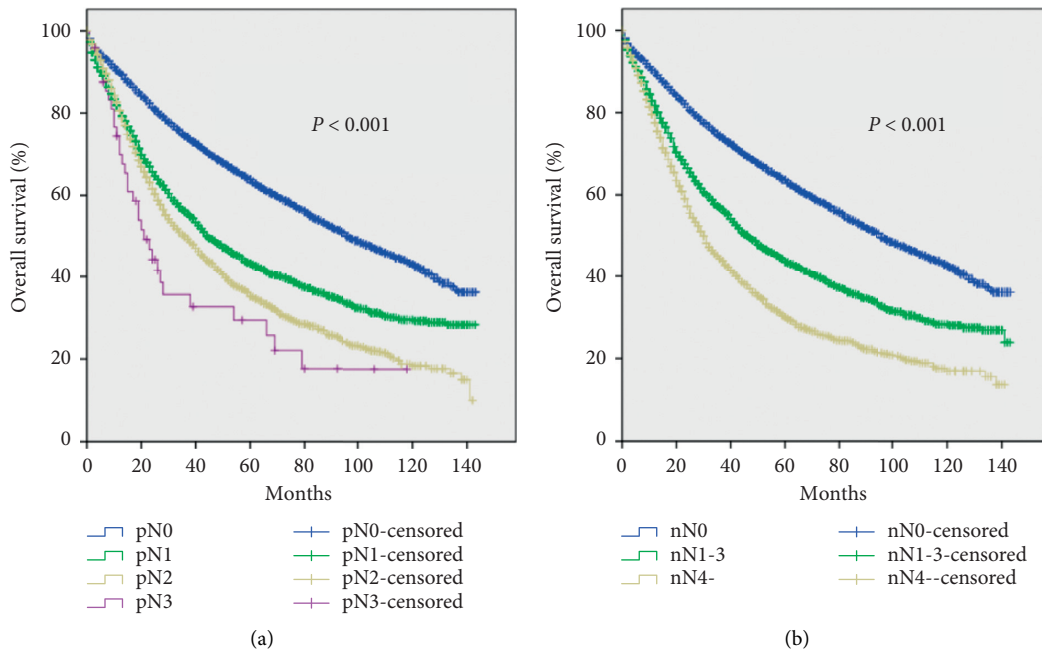 100
80
60
40
20
0
Overall survival (%)
P < 0.001
0 20 40 60 80 100 120 140
Months
pN0 pN0-censored
pN1 pN1-censored
pN2 pN2-censored
pN3 pN3-censored
(a)
100
80
60
40
20
0
Overall survival (%)
P < 0.001
0 20 40 60 80 100 120 140
Months
nN0 nN0-censored
nN1-3 nN1-3-censored
nN4- nN4--censored
(b)